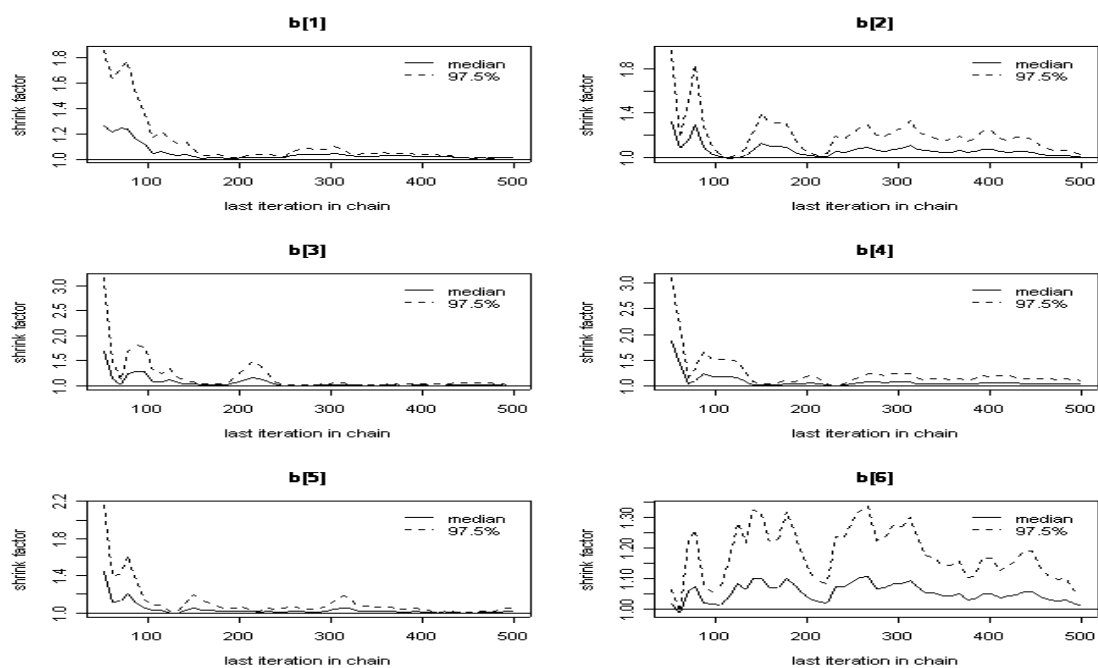 b[1]
shrink factor
1.0 1.2 1.4 1.6 1.8
median
97.5%
100 200 300 400 500
last iteration in chain
b[2]
shrink factor
1.0 1.4 1.8
median
97.5%
100 200 300 400 500
last iteration in chain
b[3]
shrink factor
1.0 1.5 2.0 2.5 3.0
median
97.5%
100 200 300 400 500
last iteration in chain
b[4]
shrink factor
1.0 1.5 2.0 2.5 3.0
median
97.5%
100 200 300 400 500
last iteration in chain
b[5]
shrink factor
1.0 1.4 1.8 2.2
median
97.5%
100 200 300 400 500
last iteration in chain
b[6]
shrink factor
1.00 1.10 1.20 1.30
median
97.5%
100 200 300 400 500
last iteration in chain